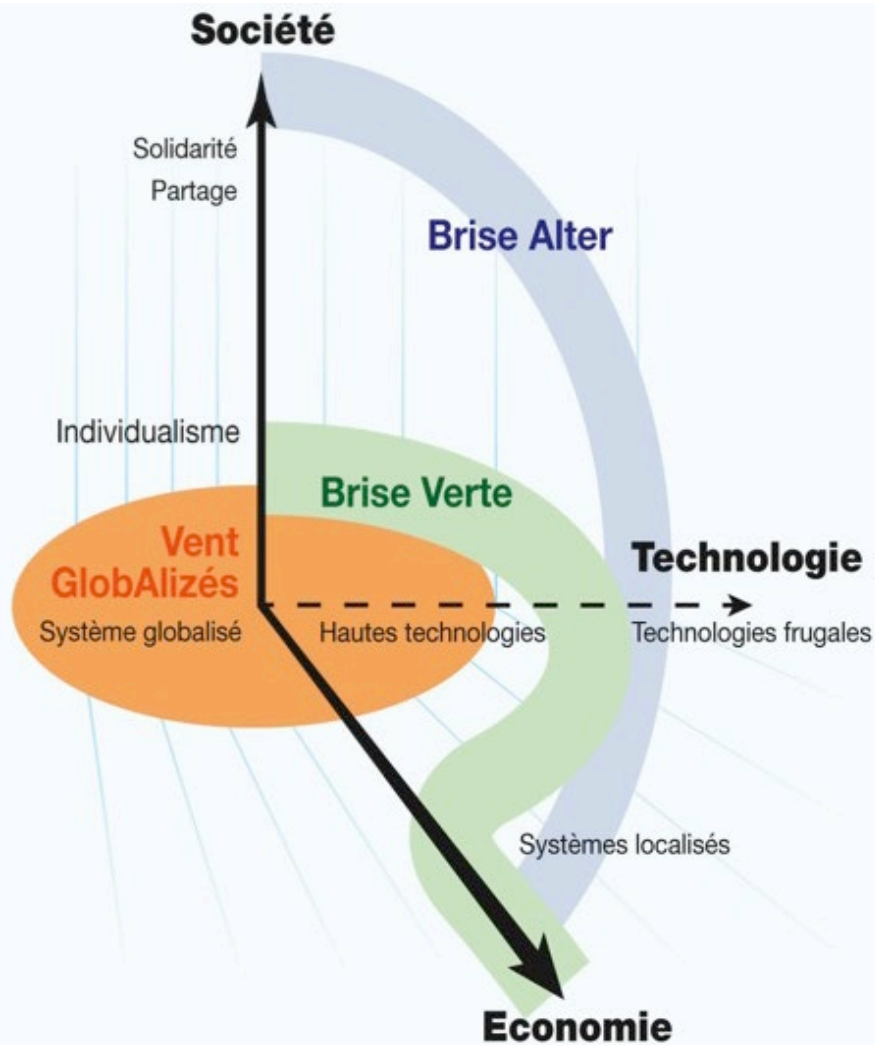 Société
Solidarité
Partage
Brise Alter
Individualisme
Brise Verte
Vent
GlobAlizés
Technologie
Système globalisé
Hautes technologies
Technologies frugales
Systèmes localisés
Economie